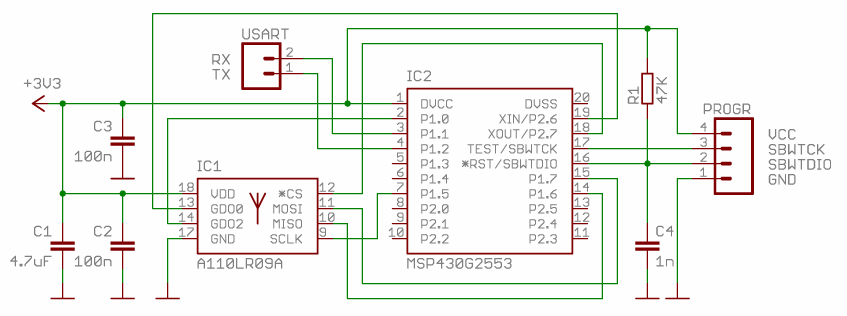 USART
RX 2
TX 1
+3V3
IC2
1 DVCC DVSS 20
2 P1.0 XIN/P2.6 19
3 P1.1 XOUT/P2.7 18
4 P1.2 TEST/SBWTCK 17
5 P1.3 *RST/SBWTDIO 16
6 P1.4 P1.7 15
7 P1.5 P1.6 14
8 P2.0 P2.5 13
9 P2.1 P2.4 12
10 P2.2 P2.3 11
MSP430G2553
R1
47K
PROGR
4 VCC
3 SBWTCK
2 SBWTDIO
1 GND
C3
100n
IC1
18 VDD *CS 12
13 GDO0 MOSI 11
14 GDO2 MISO 10
17 GND SCLK 9
A110LR09A
C1
4.7uF
C2
100n
C4
1n